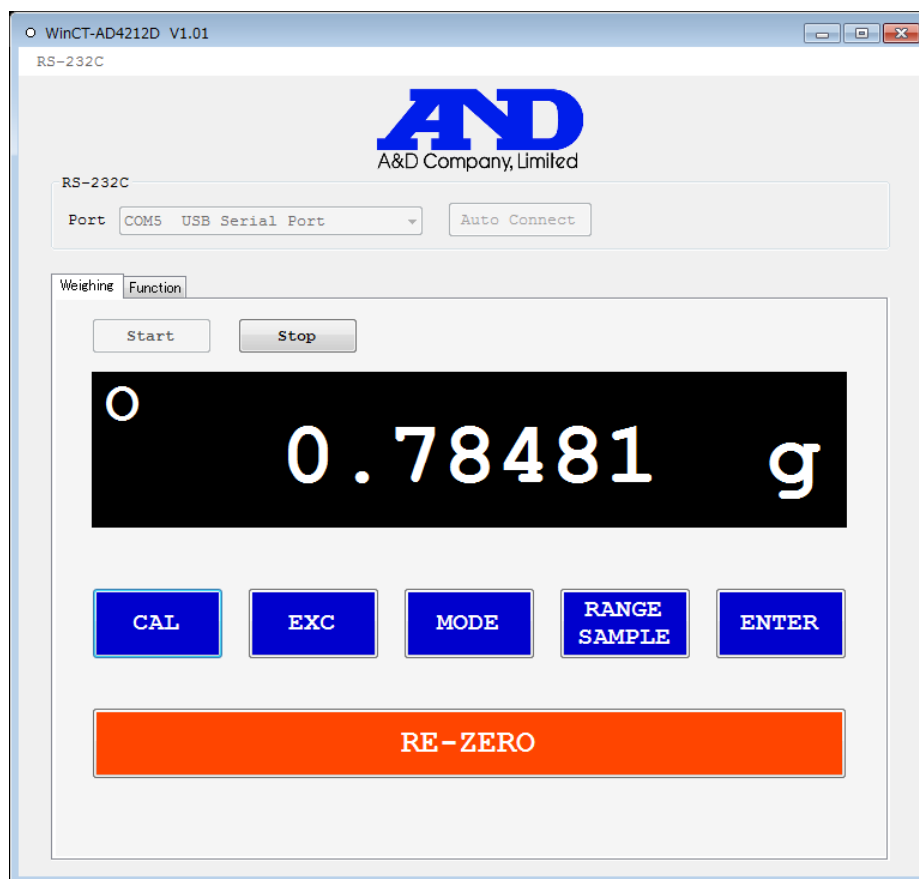 WinCT-AD4212D V1.01
RS-232C
AND
A&D Company, Limited
RS-232C
Port COM5 USB Serial Port Auto Connect
Weighing Function
Start Stop
O
0.78481 g
CAL EXC MODE RANGE SAMPLE ENTER
RE-ZERO